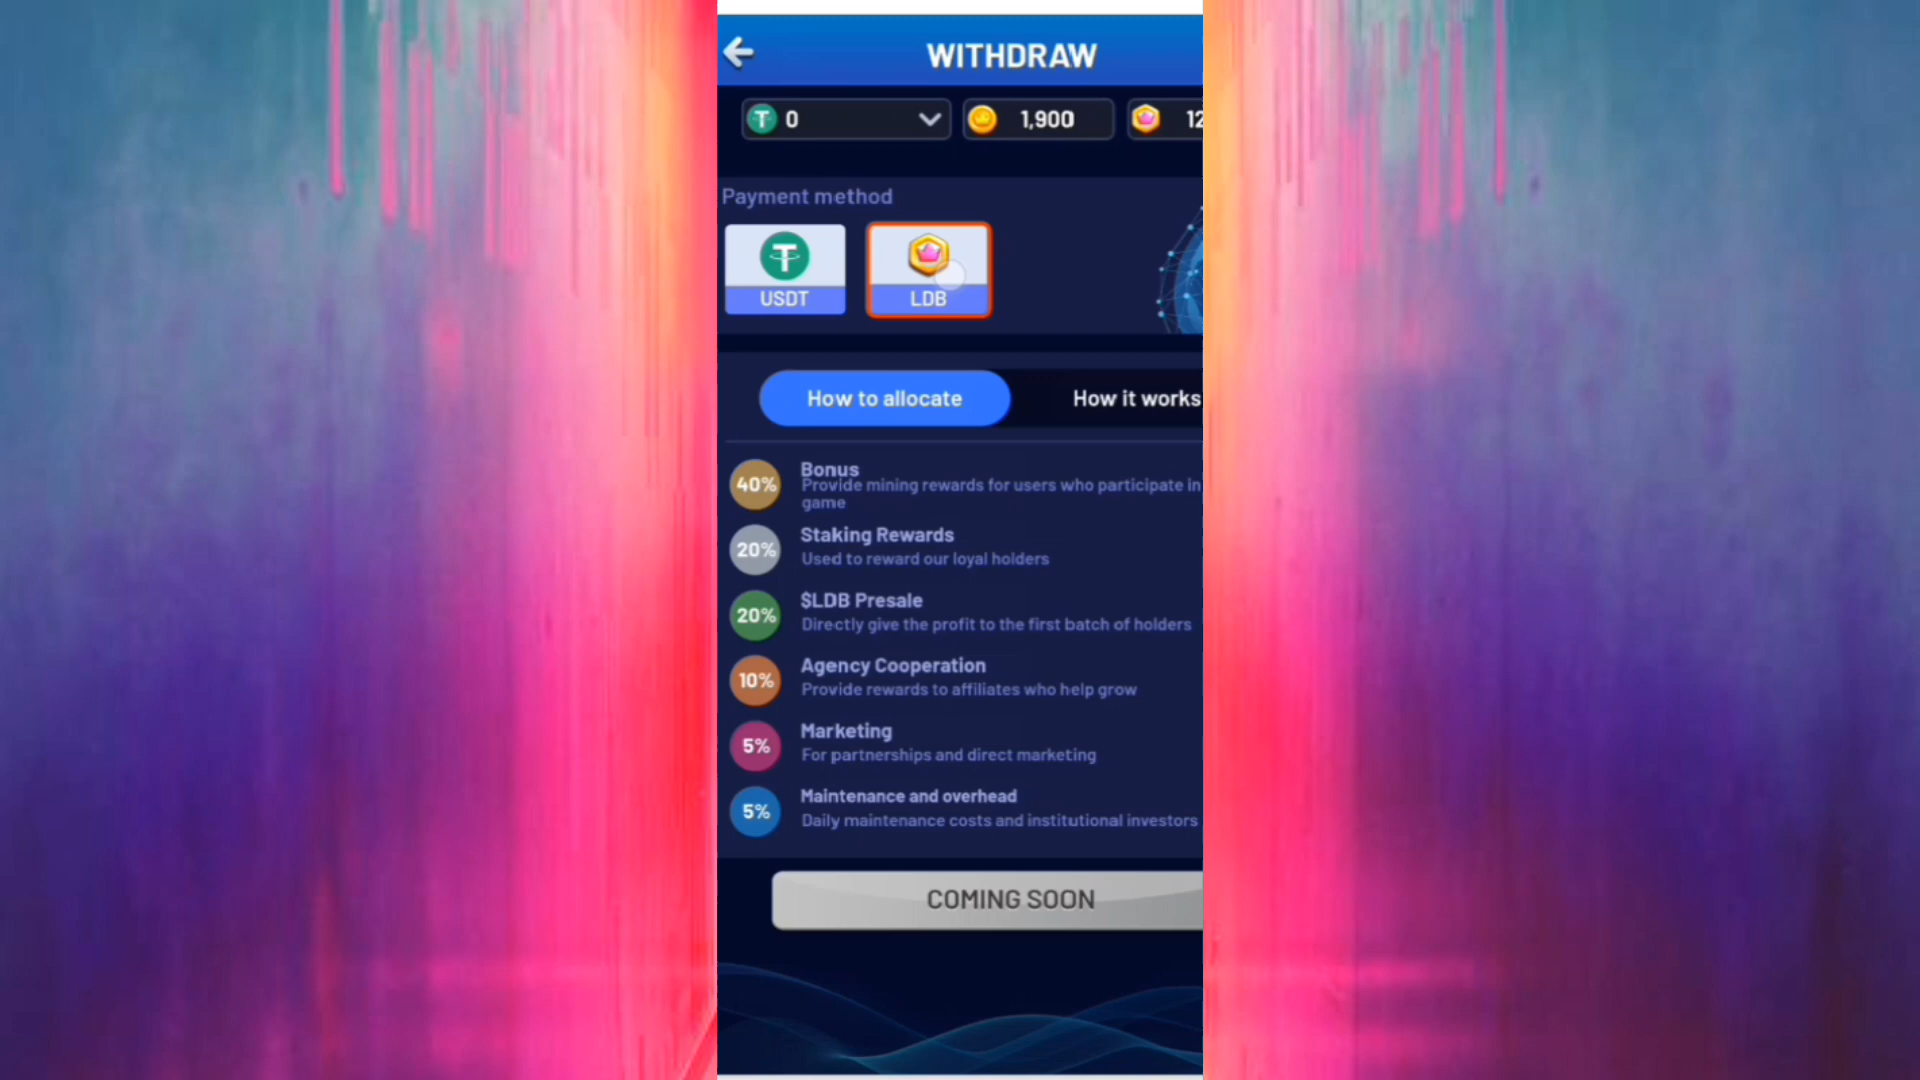 WITHDRAW
0
1,900
12
Payment method
USDT
LDB
How to allocate
How it works
40%
Bonus
Provide mining rewards for users who participate in
game
20%
Staking Rewards
Used to reward our loyal holders
20%
$LDB Presale
Directly give the profit to the first batch of holders
10%
Agency Cooperation
Provide rewards to affiliates who help grow
5%
Marketing
For partnerships and direct marketing
5%
Maintenance and overhead
Daily maintenance costs and institutional investors
COMING SOON